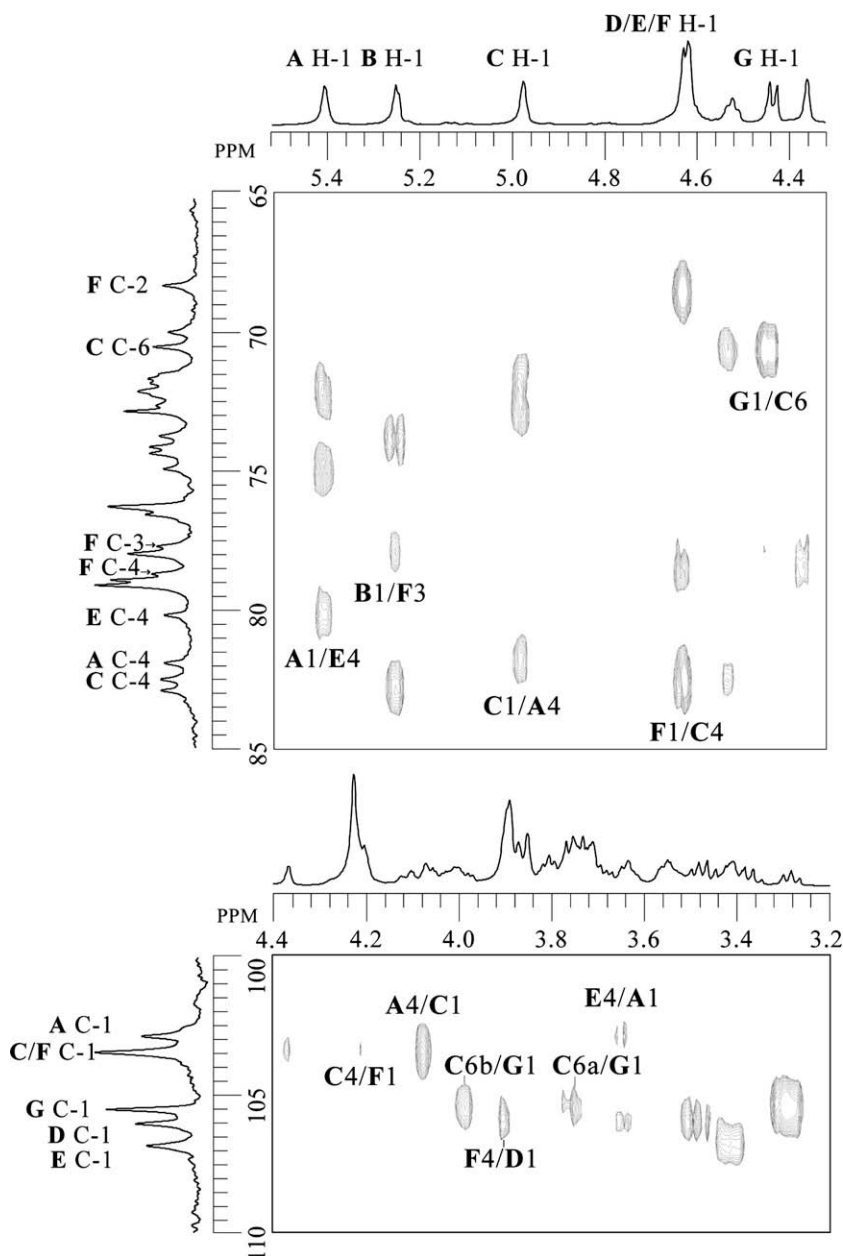 A H-1 B H-1 C H-1 D/E/F H-1 G H-1
PPM
5.4 5.2 5.0 4.8 4.6 4.4
65
F C-2
70
C C-6
G1/C6
75
F C-3→
F C-4→
B1/F3
80
E C-4
A1/E4
A C-4
C1/A4
C C-4
F1/C4
85
PPM
4.4 4.2 4.0 3.8 3.6 3.4 3.2
100
A4/C1 E4/A1
A C-1
C/F C-1
C4/F1 C6b/G1 C6a/G1
105
G C-1
D C-1
F4/D1
E C-1
110